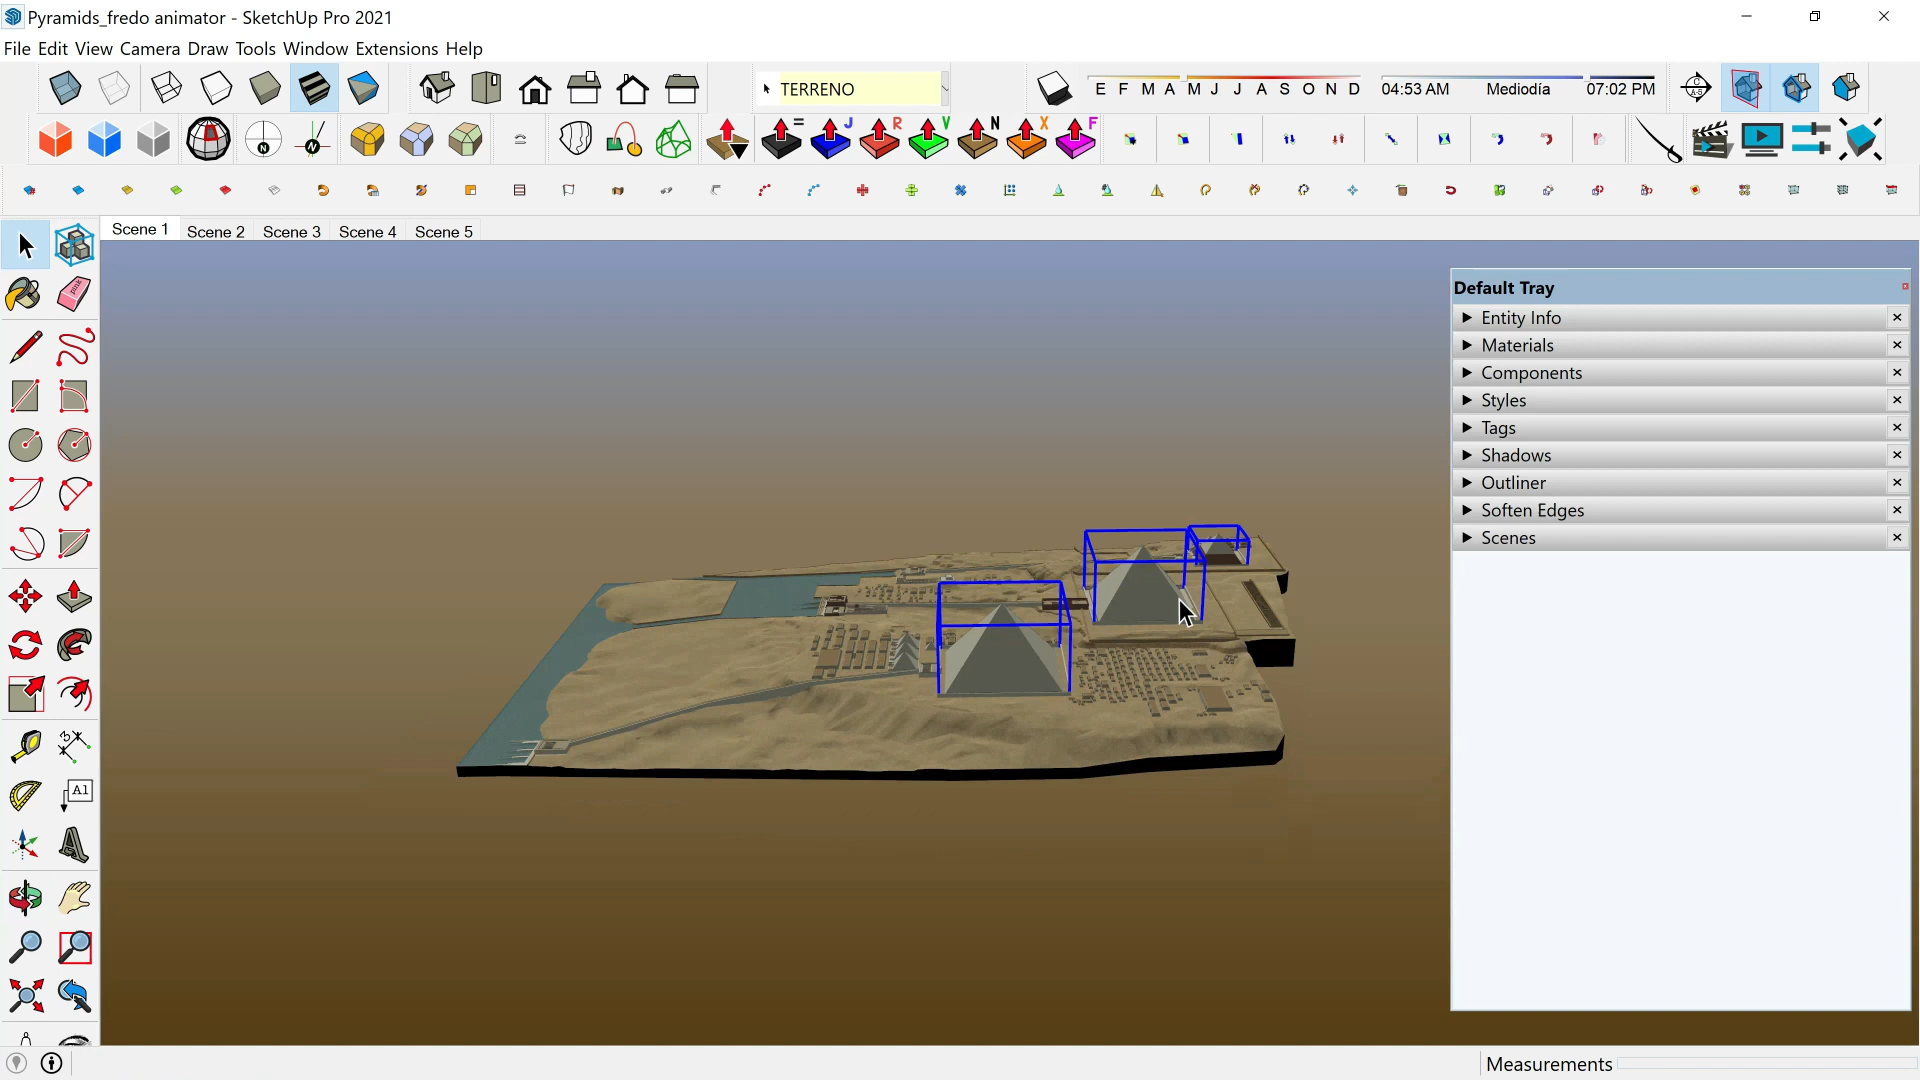 Pyramids_fredo animator - SketchUp Pro 2021
File Edit View Camera Draw Tools Window Extensions Help
TERRENO
E F M A M J J A S O N D
04:53 AM Mediodía 07:02 PM
= J R V N X F
Scene 1 Scene 2 Scene 3 Scene 4 Scene 5
Default Tray
Entity Info
Materials
Components
Styles
Tags
Shadows
Outliner
Soften Edges
Scenes
A1
Measurements